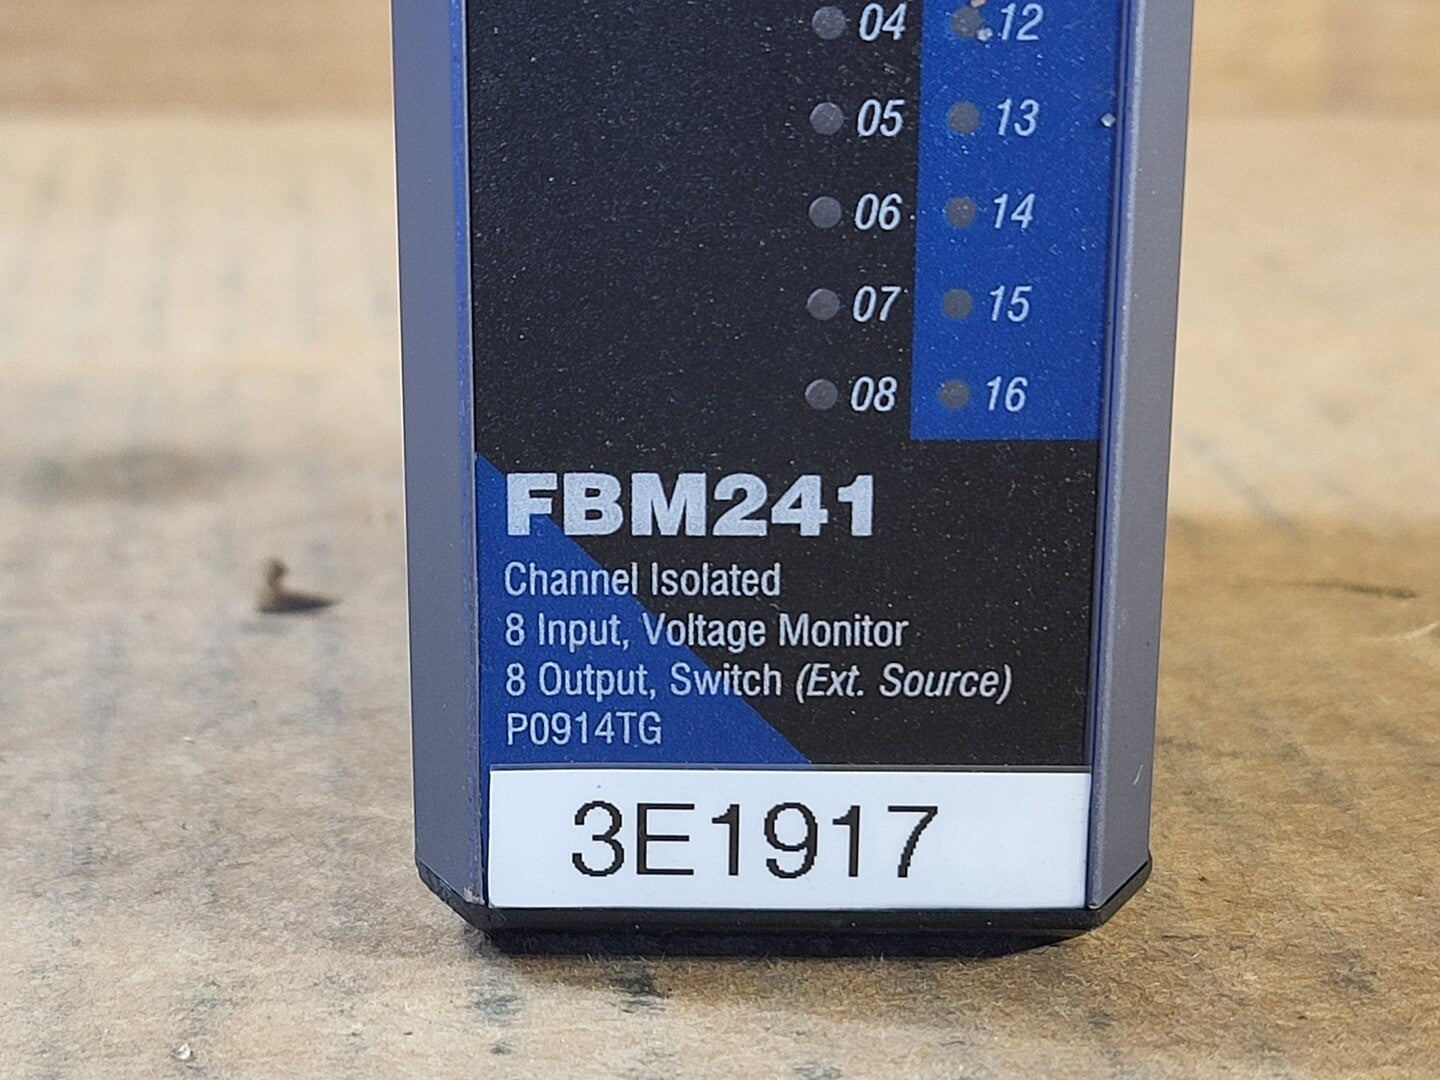 04 12
05 13
06 14
07 15
08 16
FBM241
Channel Isolated
8 Input, Voltage Monitor
8 Output, Switch (Ext. Source)
P0914TG
3E1917